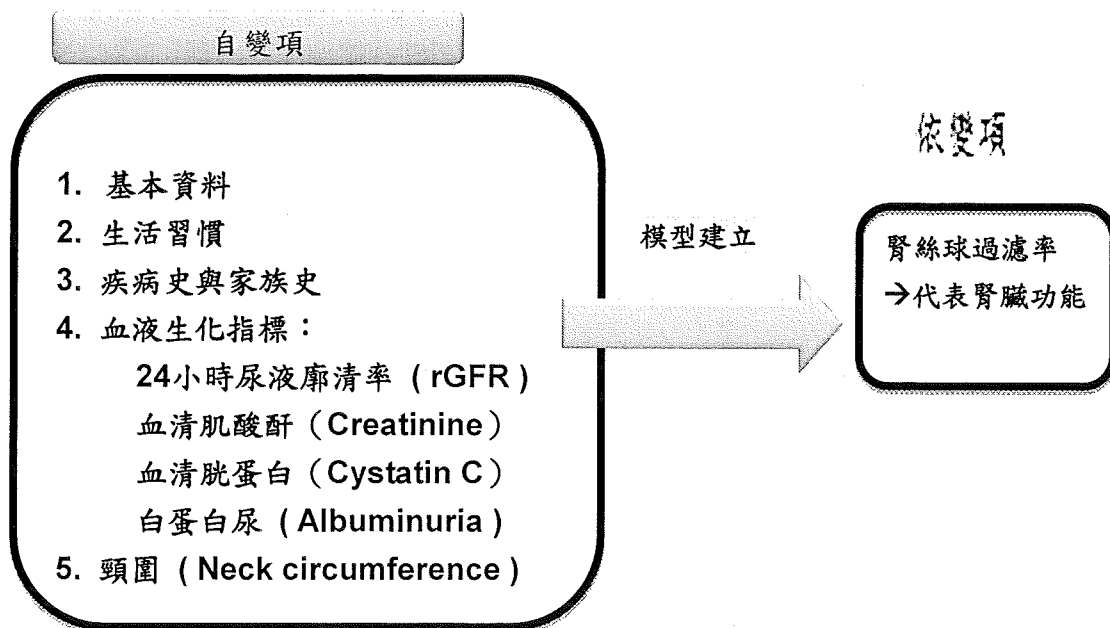 自變項
1. 基本資料
2. 生活習慣
3. 疾病史與家族史
4. 血液生化指標：
24小時尿液廓清率 ( rGFR )
血清肌酸酐（Creatinine）
血清胱蛋白（Cystatin C）
白蛋白尿 ( Albuminuria )
5. 頸圍 ( Neck circumference )
模型建立
依變項
腎絲球過濾率
→代表腎臟功能